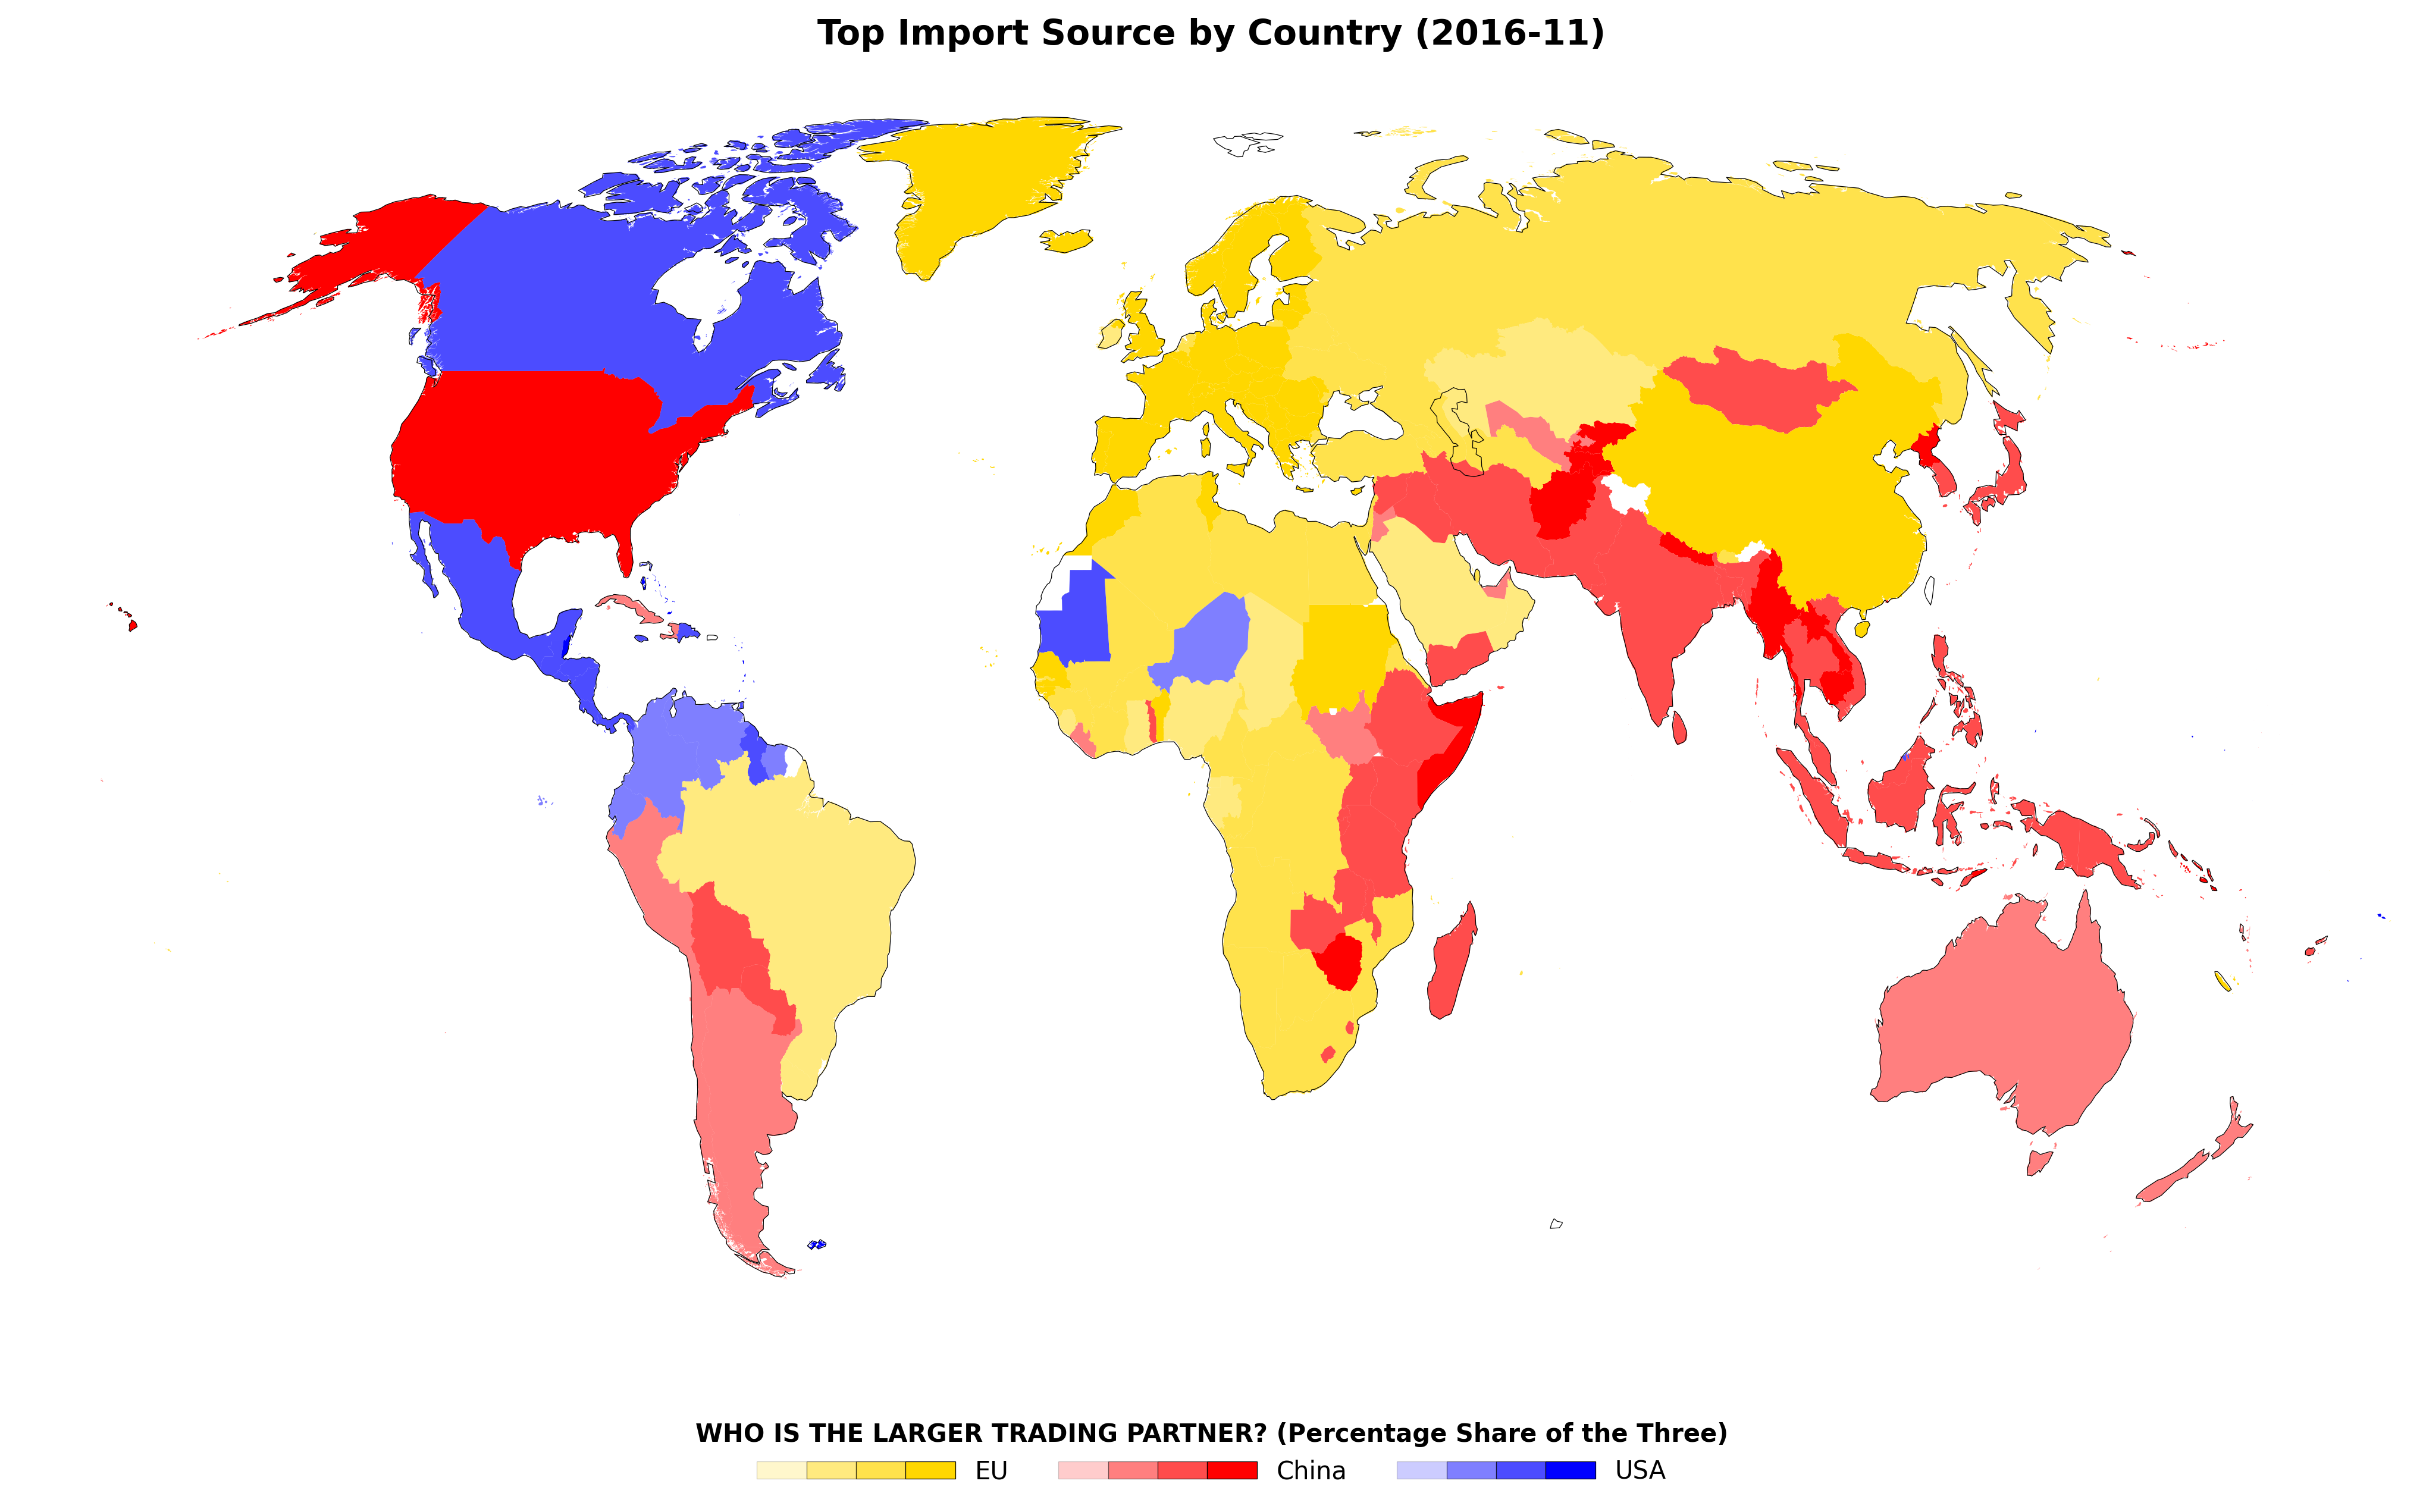 Top Import Source by Country (2016-11)
WHO IS THE LARGER TRADING PARTNER? (Percentage Share of the Three)
EU China USA